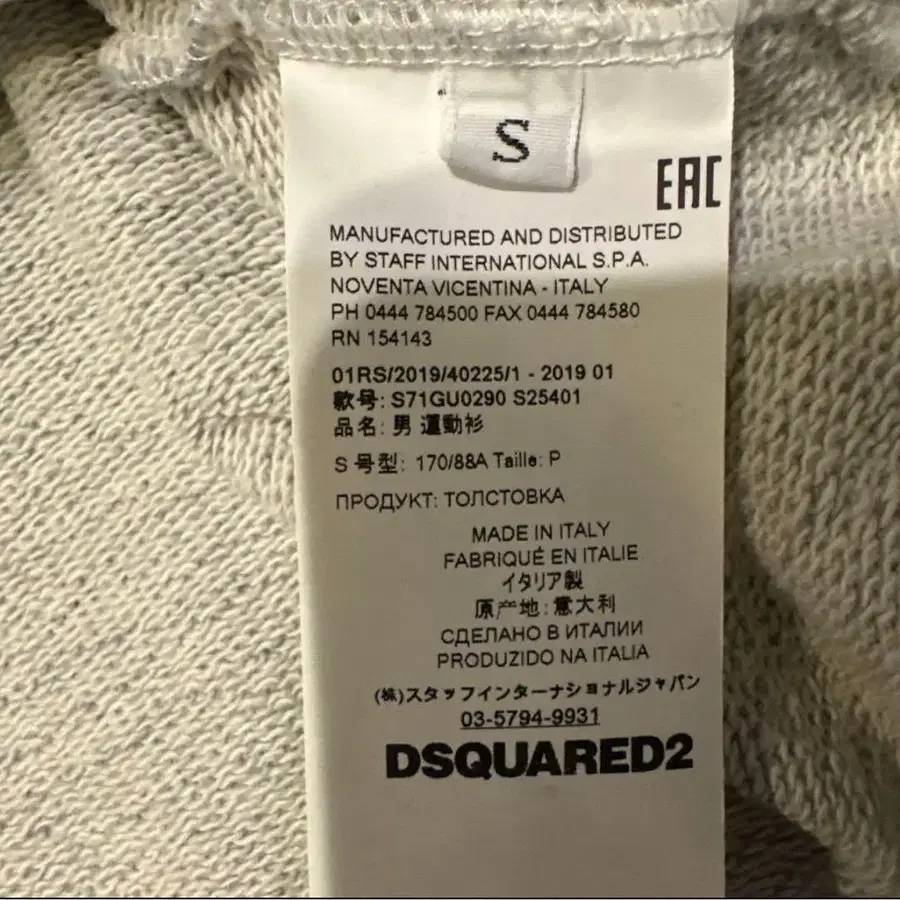 S
EAC
MANUFACTURED AND DISTRIBUTED
BY STAFF INTERNATIONAL S.P.A.
NOVENTA VICENTINA - ITALY
PH 0444 784500 FAX 0444 784580
RN 154143
01RS/2019/40225/1 - 2019 01
款号: S71GU0290 S25401
品名: 男 運動衫
S 号型: 170/88A Taille: P
ПРОДУКТ: ТОЛСТОВКА
MADE IN ITALY
FABRIQUÉ EN ITALIE
イタリア製
原产地: 意大利
СДЕЛАНО В ИТАЛИИ
PRODUZIDO NA ITALIA
(株)スタッフインターナショナルジャパン
03-5794-9931
DSQUARED2